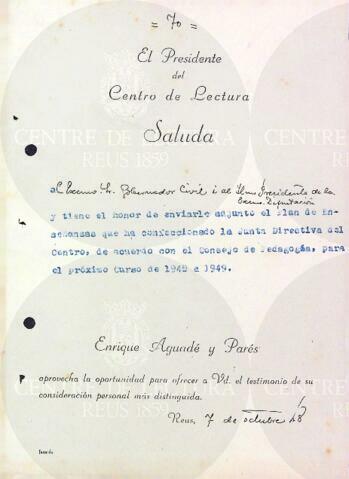 = 70 =
El Presidente
del
Centro de Lectura
Saluda
al Excmo Sr. Gobernador Civil i al Ilmo Presidente de la
Excma. Diputación
y tiene el honor de enviarle adjunto el Plan de En-
señanzas que ha confeccionado la Junta Directiva del
Centro, de acuerdo con el Consejo de Pedagogía, para
el próximo Curso de 1948 a 1949.
Enrique Aguadé y Parés
aprovecha la oportunidad para ofrecer a Vd. el testimonio de su
consideración personal más distinguida.
Reus, 7 de octubre 48
CENTRE DE LECTURA
REUS 1859